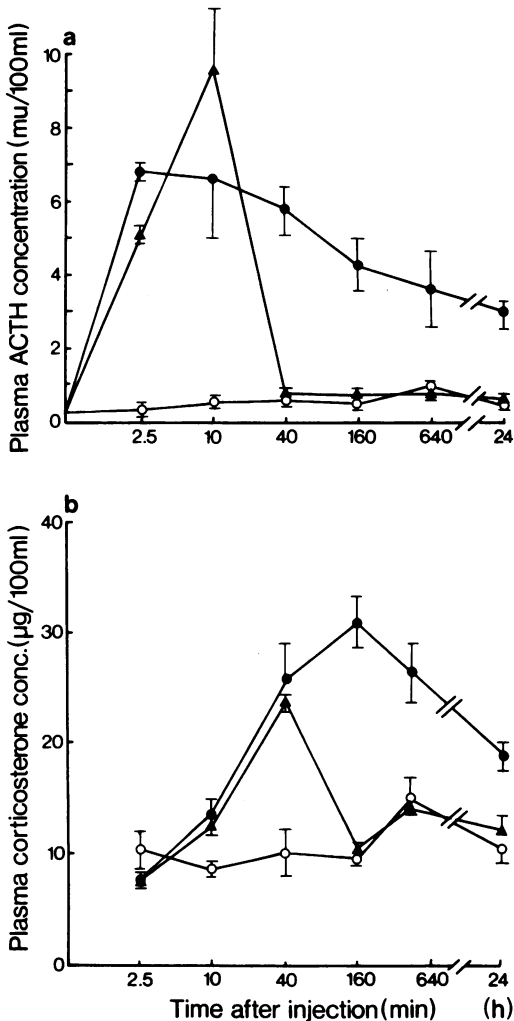 a
Plasma ACTH concentration (mu/100ml)
10
8
6
4
2
0
2.5 10 40 160 640 24
b
Plasma corticosterone conc. (µg/100ml)
40
30
20
10
0
2.5 10 40 160 640 24
Time after injection (min) (h)